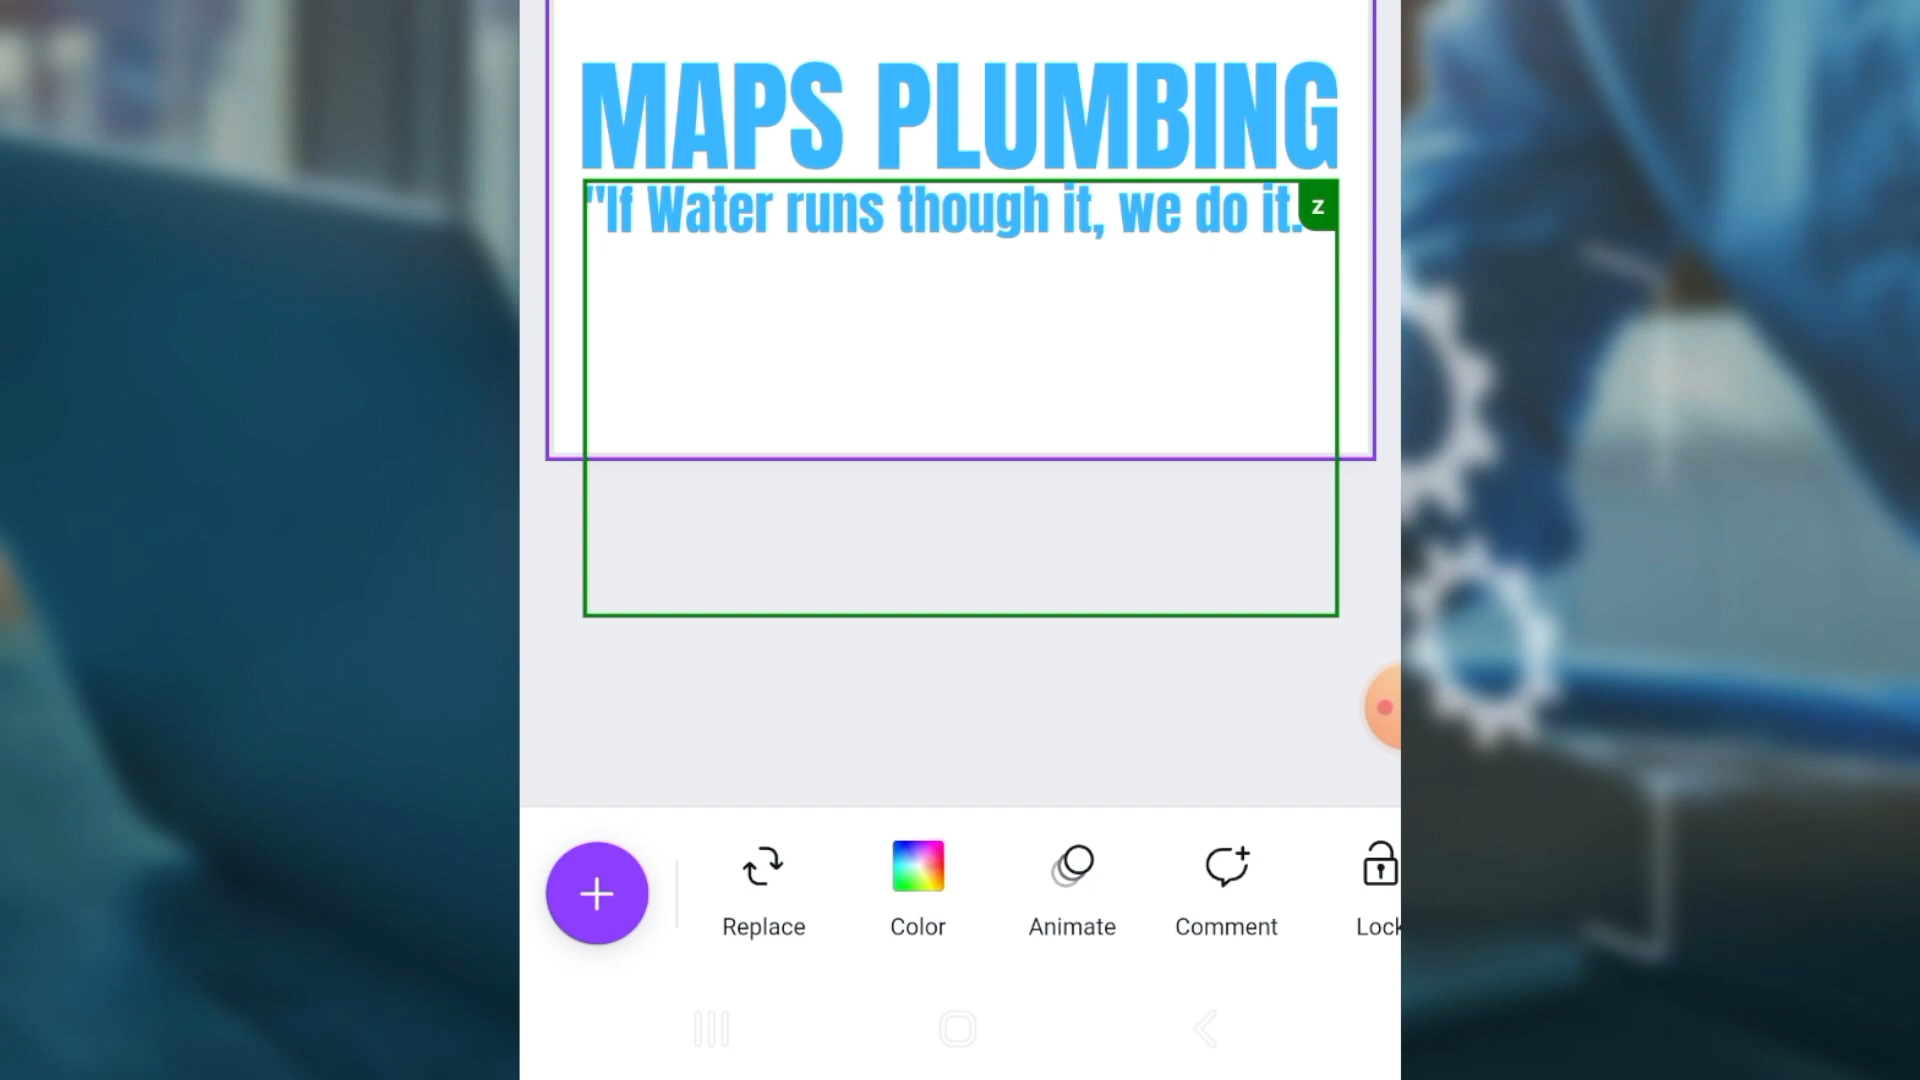 MAPS PLUMBING
"If Water runs though it, we do it.
z
Replace
Color
Animate
Comment
Lock